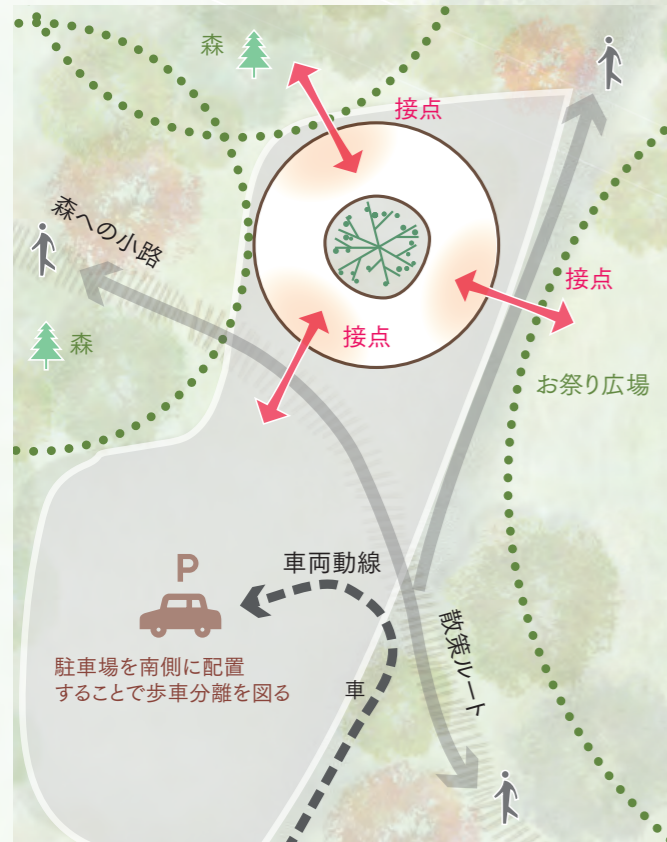 森
接点
森への小路
接点
接点
森
お祭り広場
P
車両動線
散策ルート
駐車場を南側に配置
することで歩車分離を図る
車